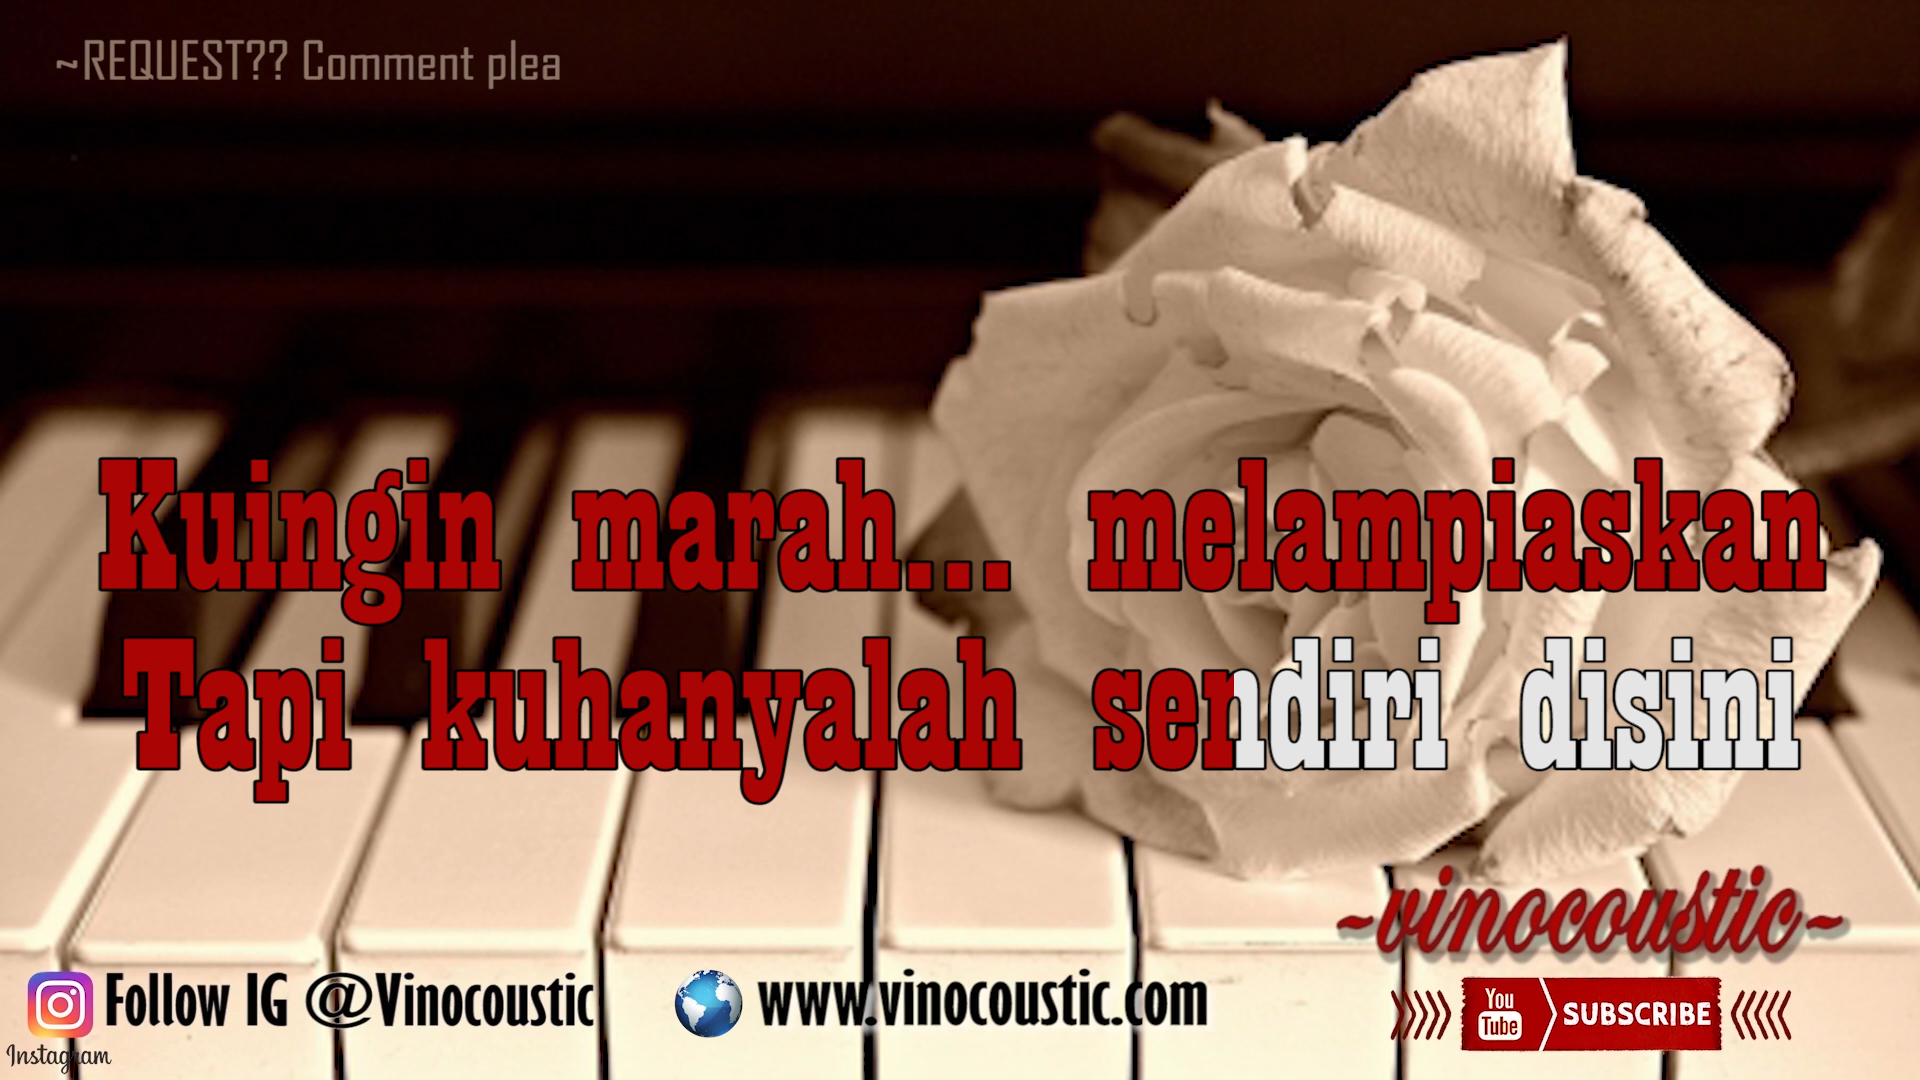 ~REQUEST?? Comment plea
Kuingin marah... melampiaskan
Tapi kuhanyalah sendiri disini
~vinocoustic~
Follow IG @Vinocoustic
www.vinocoustic.com
You Tube SUBSCRIBE
Instagram